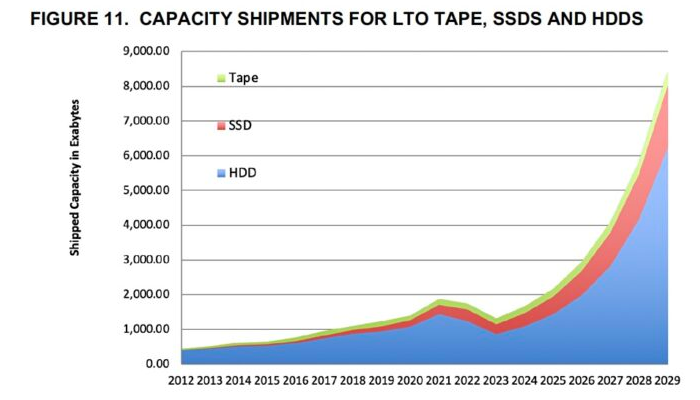 FIGURE 11. CAPACITY SHIPMENTS FOR LTO TAPE, SSDS AND HDDS
Shipped Capacity in Exabytes
9,000.00
8,000.00
7,000.00
6,000.00
5,000.00
4,000.00
3,000.00
2,000.00
1,000.00
0.00
Tape
SSD
HDD
2012 2013 2014 2015 2016 2017 2018 2019 2020 2021 2022 2023 2024 2025 2026 2027 2028 2029